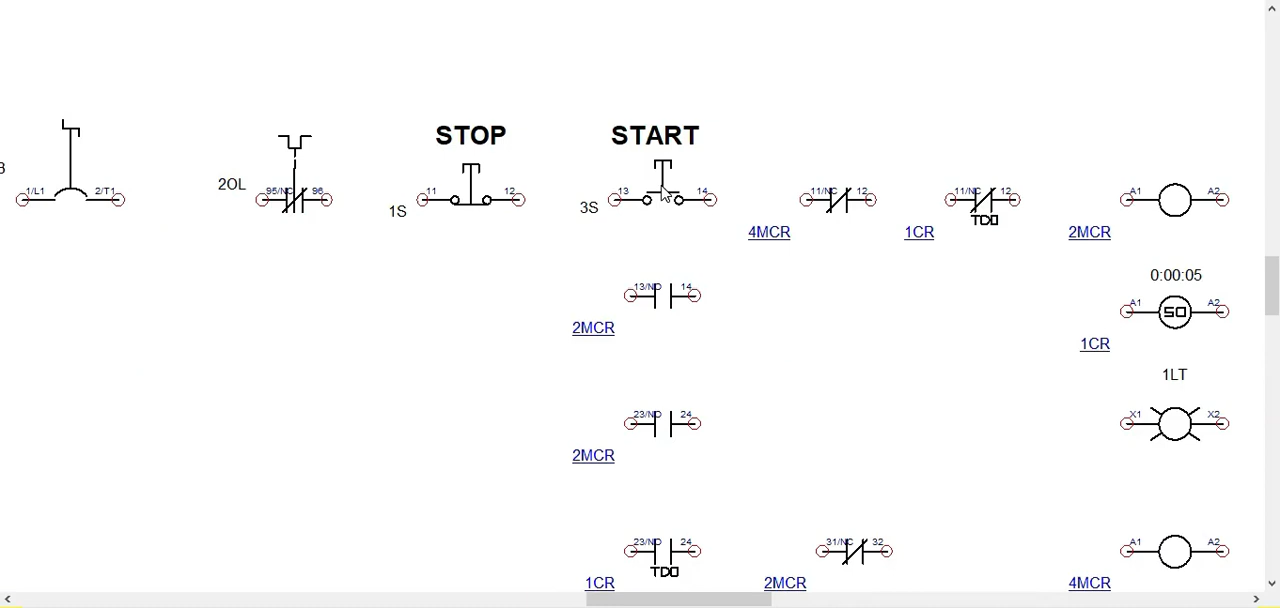 STOP START
8 1/L1 2/T1 2OL 95/NC 96 1S 11 12 3S 13 14 11/NC 12 11/NC 12 A1 A2
TDO
4MCR 1CR 2MCR
0:00:05
13/NO 14 A1 SO A2
2MCR 1CR
1LT
23/NO 24 X1 X2
2MCR
23/NO 24 31/NC 32 A1 A2
TDO
1CR 2MCR 4MCR